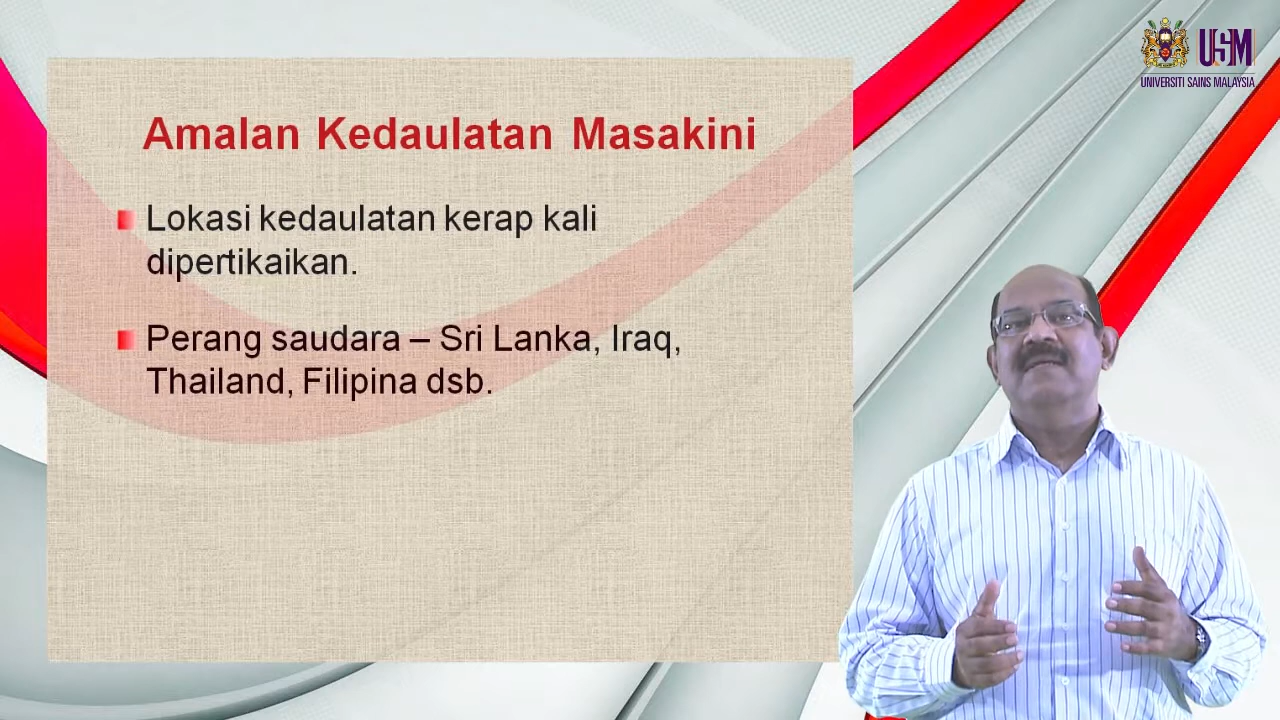 USM
UNIVERSITI SAINS MALAYSIA
Amalan Kedaulatan Masakini
Lokasi kedaulatan kerap kali
dipertikaikan.
Perang saudara – Sri Lanka, Iraq,
Thailand, Filipina dsb.